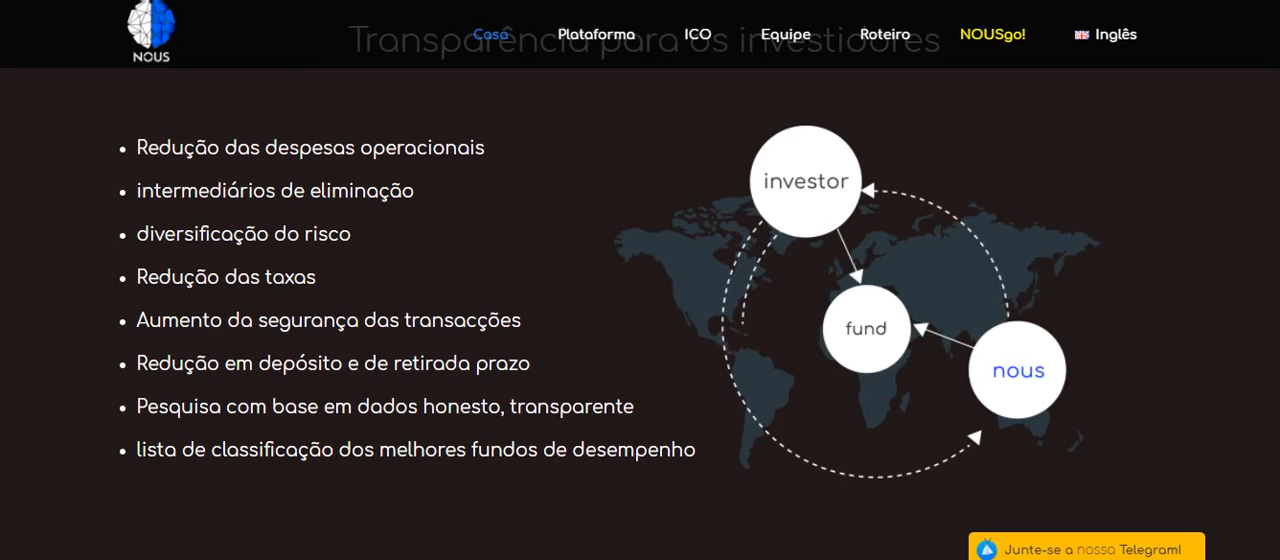 NOUS
Casa
Plataforma
ICO
Equipe
Roteiro
NOUSgo!
Inglês
Transparência para os investidores
Redução das despesas operacionais
intermediários de eliminação
diversificação do risco
Redução das taxas
Aumento da segurança das transacções
Redução em depósito e de retirada prazo
Pesquisa com base em dados honesto, transparente
lista de classificação dos melhores fundos de desempenho
investor
fund
nous
Junte-se a nossa Telegram!